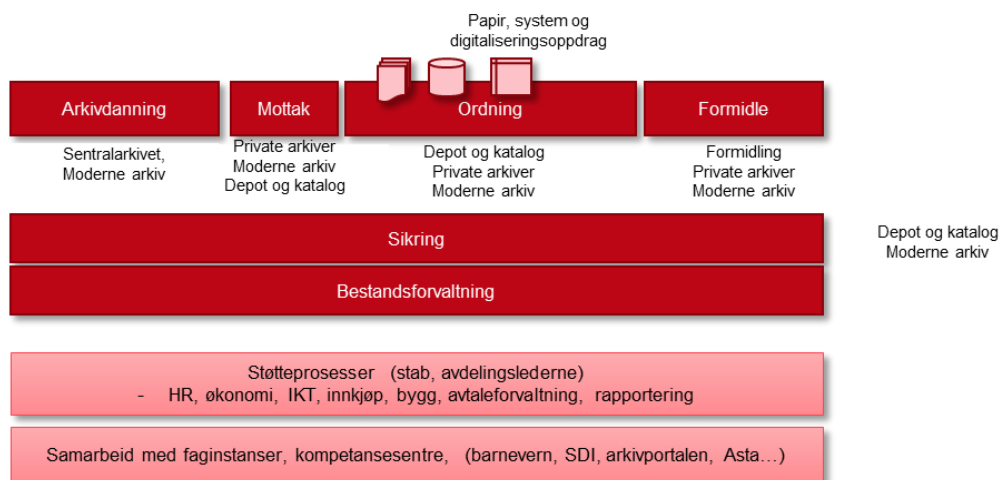 Papir, system og
digitaliseringsoppdrag
Arkivdanning
Mottak
Ordning
Formidle
Sentralarkivet,
Moderne arkiv
Private arkiver
Moderne arkiv
Depot og katalog
Depot og katalog
Private arkiver
Moderne arkiv
Formidling
Private arkiver
Moderne arkiv
Sikring
Depot og katalog
Moderne arkiv
Bestandsforvaltning
Støtteprosesser (stab, avdelingslederne)
- HR, økonomi, IKT, innkjøp, bygg, avtaleforvaltning, rapportering
Samarbeid med faginstanser, kompetansesentre, (barnevern, SDI, arkivportalen, Asta…)